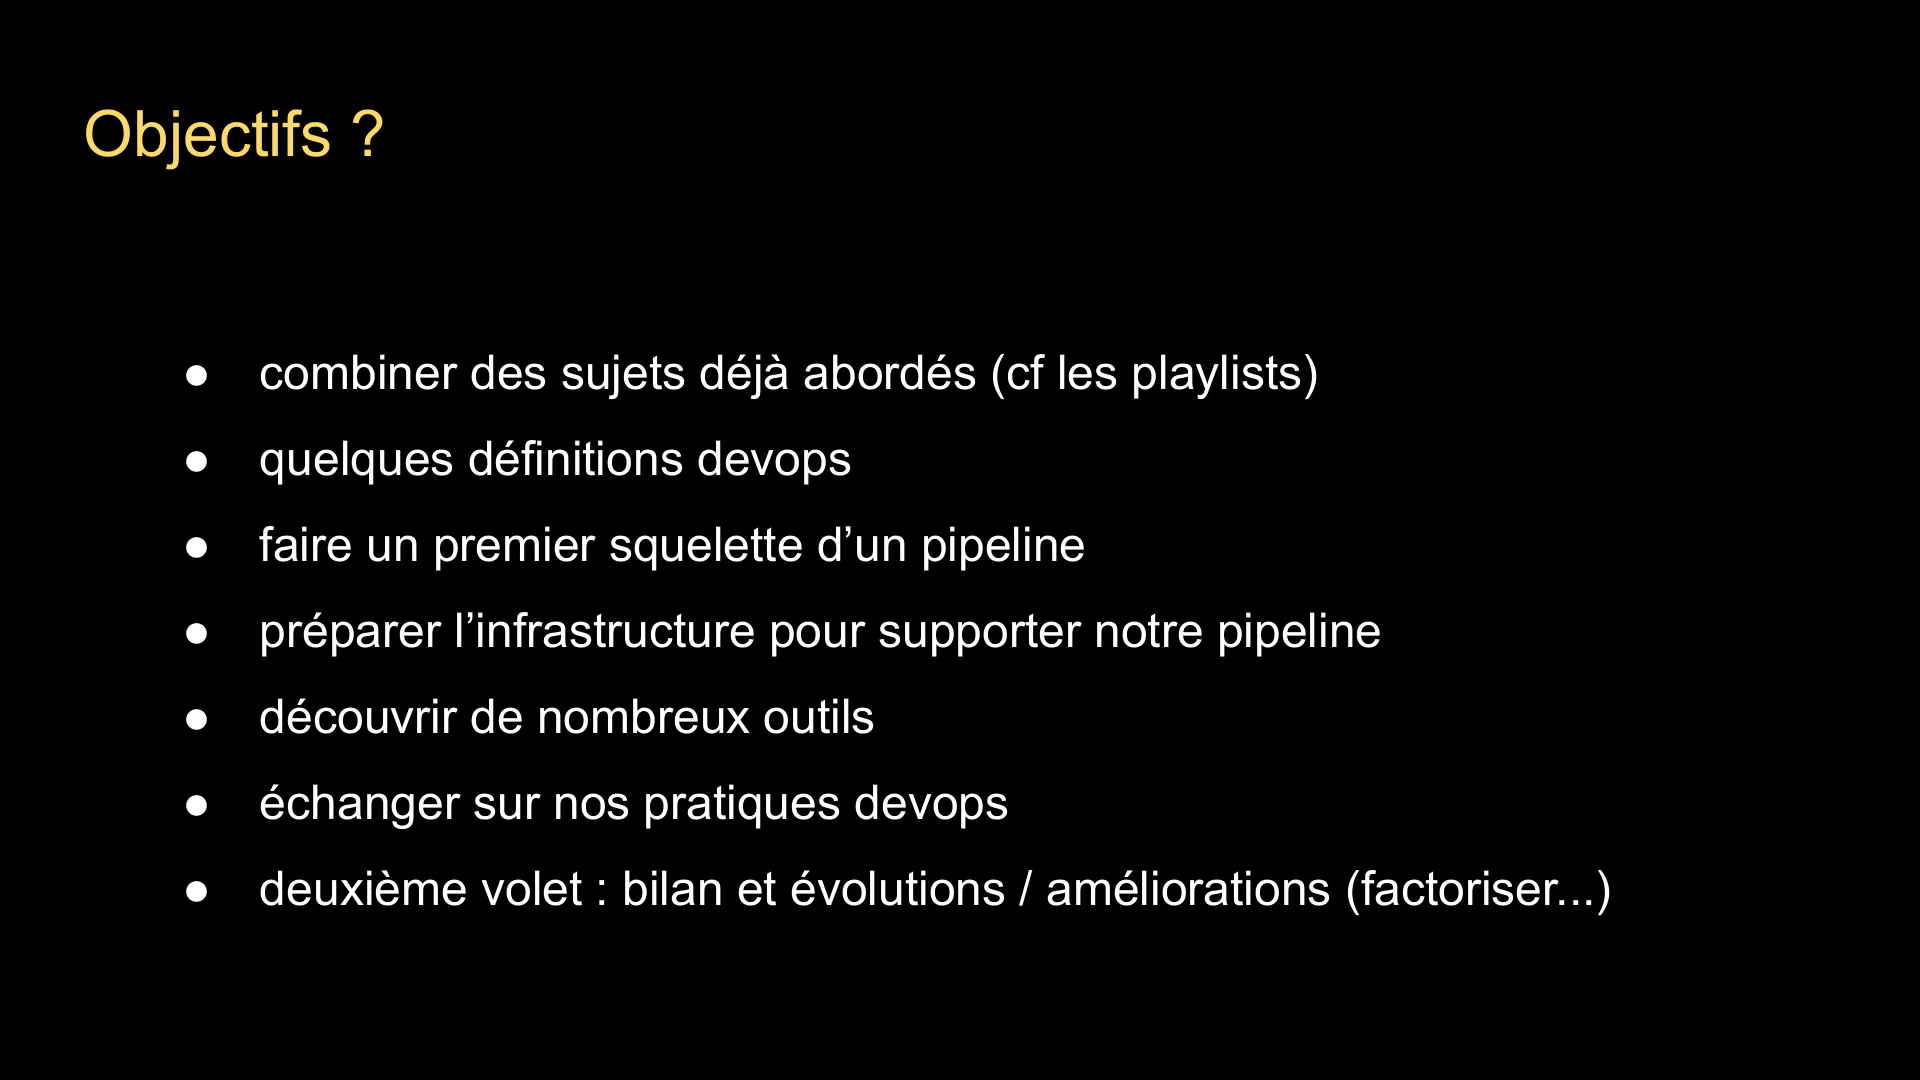 Objectifs ?
● combiner des sujets déjà abordés (cf les playlists)
● quelques définitions devops
● faire un premier squelette d’un pipeline
● préparer l’infrastructure pour supporter notre pipeline
● découvrir de nombreux outils
● échanger sur nos pratiques devops
● deuxième volet : bilan et évolutions / améliorations (factoriser...)